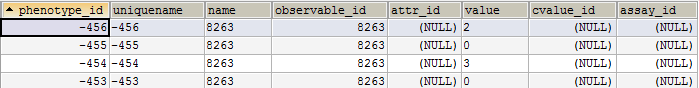 phenotype_id uniquename name observable_id attr_id value cvalue_id assay_id
-456 -456 8263 8263 (NULL) 2 (NULL) (NULL)
-455 -455 8263 8263 (NULL) 0 (NULL) (NULL)
-454 -454 8263 8263 (NULL) 3 (NULL) (NULL)
-453 -453 8263 8263 (NULL) 0 (NULL) (NULL)